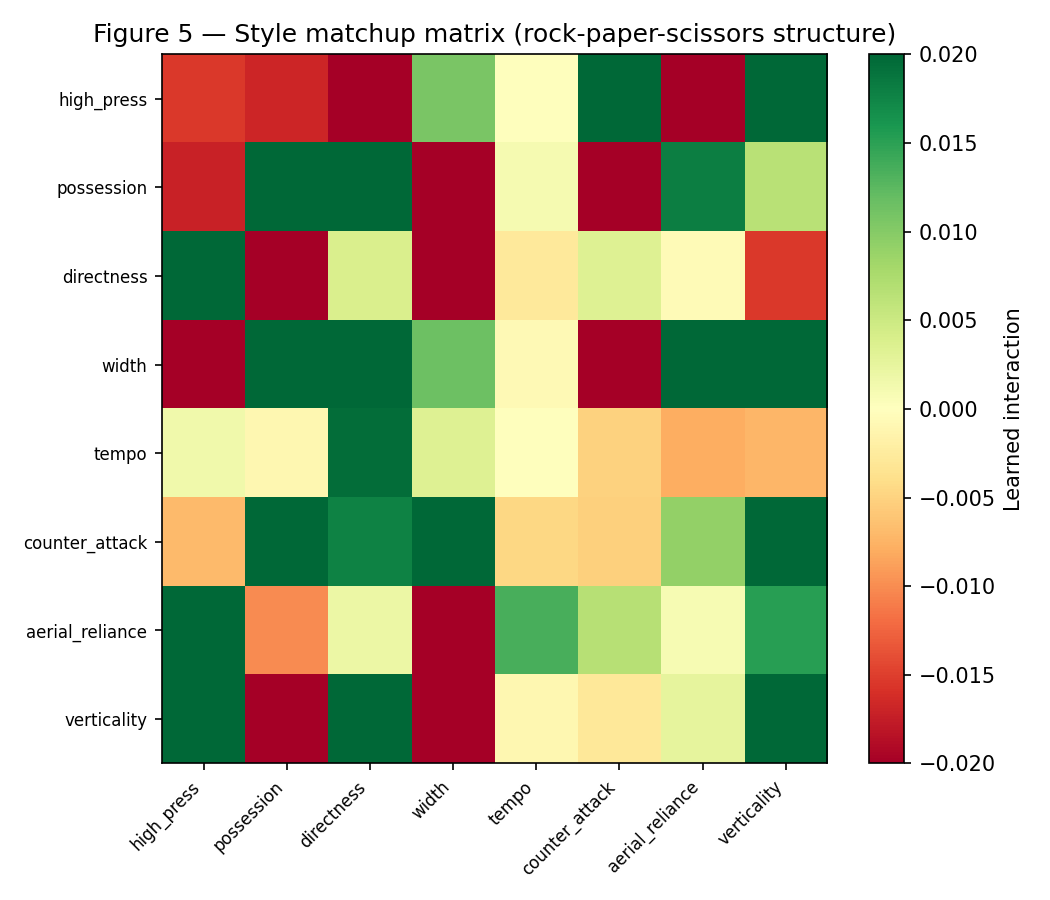 Figure 5 — Style matchup matrix (rock-paper-scissors structure)
high_press
possession
directness
width
tempo
counter_attack
aerial_reliance
verticality
high_press
possession
directness
width
tempo
counter_attack
aerial_reliance
verticality
0.020
0.015
0.010
0.005
0.000
−0.005
−0.010
−0.015
−0.020
Learned interaction